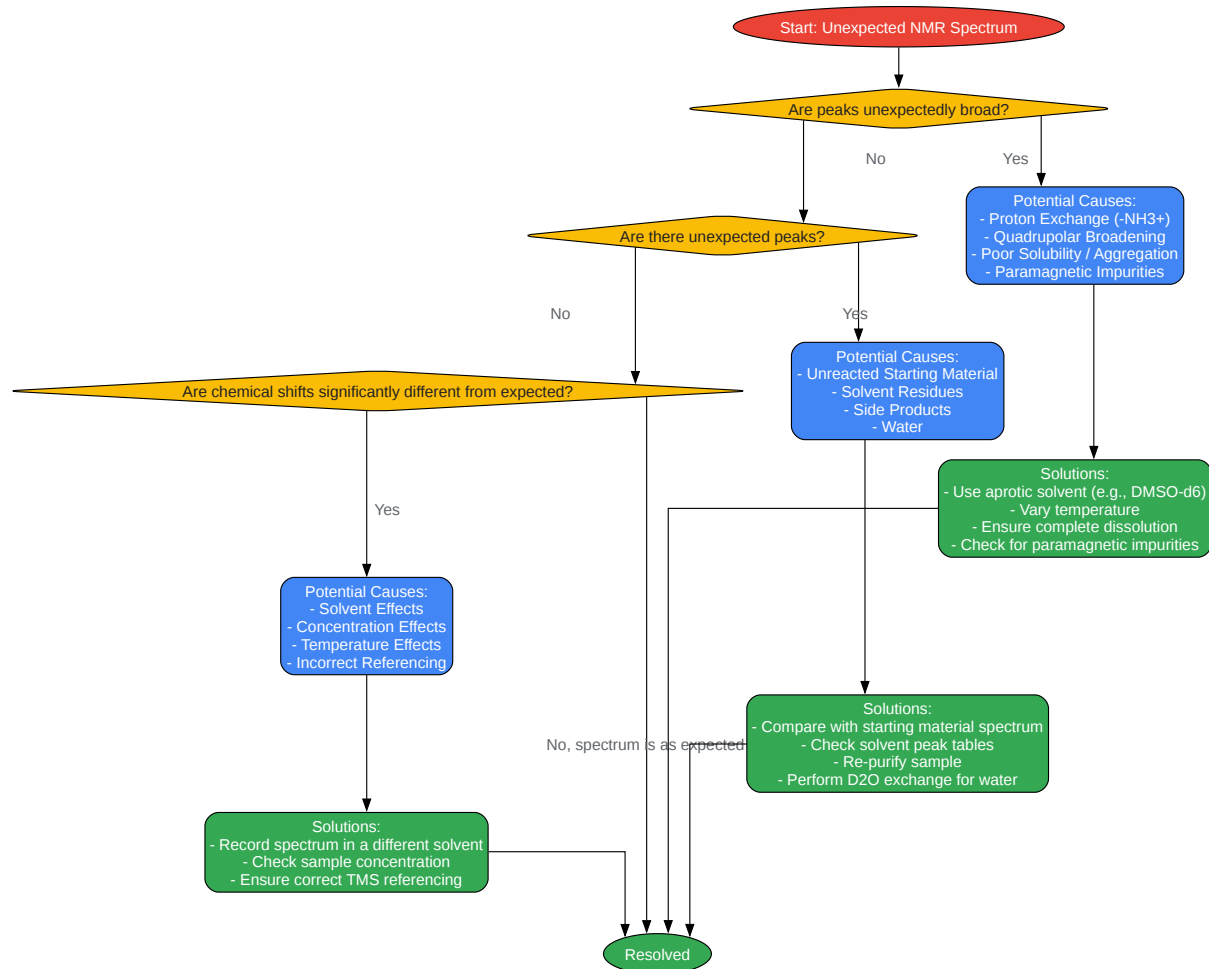 Start: Unexpected NMR Spectrum
Are peaks unexpectedly broad?
No
Yes
Potential Causes:
- Proton Exchange (-NH3+)
- Quadrupolar Broadening
- Poor Solubility / Aggregation
- Paramagnetic Impurities
Are there unexpected peaks?
No
Yes
Potential Causes:
- Unreacted Starting Material
- Solvent Residues
- Side Products
- Water
Are chemical shifts significantly different from expected?
Solutions:
- Use aprotic solvent (e.g., DMSO-d6)
- Vary temperature
- Ensure complete dissolution
- Check for paramagnetic impurities
Yes
Potential Causes:
- Solvent Effects
- Concentration Effects
- Temperature Effects
- Incorrect Referencing
No, spectrum is as expected
Solutions:
- Compare with starting material spectrum
- Check solvent peak tables
- Re-purify sample
- Perform D2O exchange for water
Solutions:
- Record spectrum in a different solvent
- Check sample concentration
- Ensure correct TMS referencing
Resolved